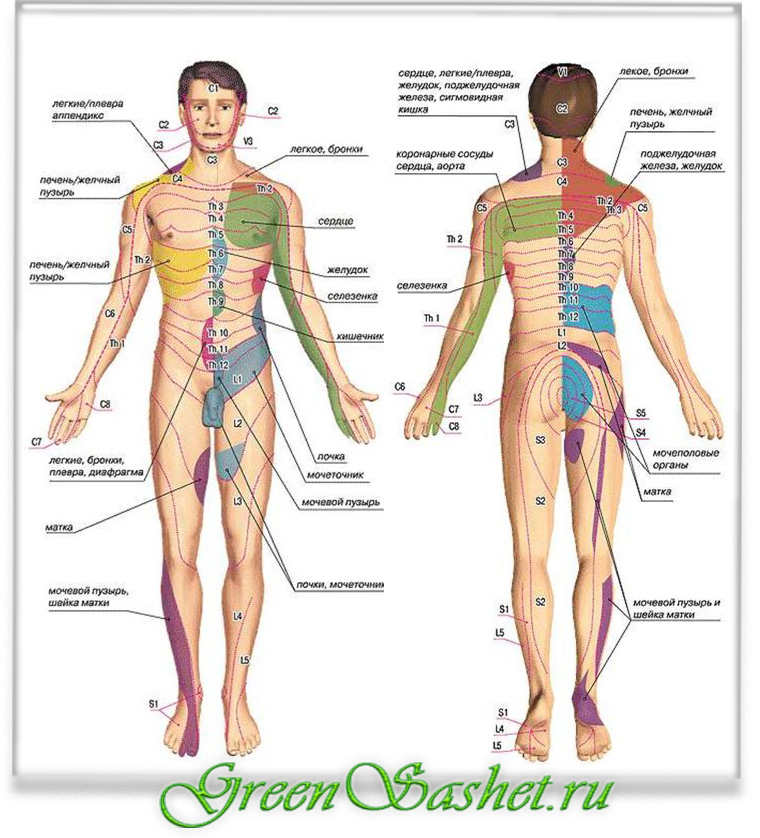 легкие/плевра
аппендикс
печень/желчный
пузырь
печень/желчный
пузырь
легкие, бронхи,
плевра, диафрагма
матка
мочевой пузырь,
шейка матки
легкое, бронхи
сердце
желудок
селезенка
кишечник
почка
мочеточник
мочевой пузырь
почки, мочеточник
C1
C2
C2
C3
V3
C3
C4
Th 2
Th 3
Th 4
Th 5
C5
Th 2
Th 6
Th 7
Th 8
Th 9
C6
Th 1
Th 10
Th 11
Th 12
L1
C8
C7
L2
L3
L4
L5
S1
сердце, легкие/плевра,
желудок, поджелудочная
железа, сигмовидная
кишка
коронарные сосуды
сердца, аорта
селезенка
лекое, бронхи
печень, желчный
пузырь
поджелудочная
железа, желудок
мочеполовые
органы
матка
мочевой пузырь и
шейка матки
V1
C2
C3
C3
C4
C5
Th 2
Th 3
C5
Th 4
Th 5
Th 2
Th 6
Th 7
Th 8
Th 9
Th 10
Th 11
Th 1
Th 12
L1
L2
C6
L3
C7
C8
S5
S4
S3
S2
S2
S1
L5
S1
L4
L5
GreenSashet.ru